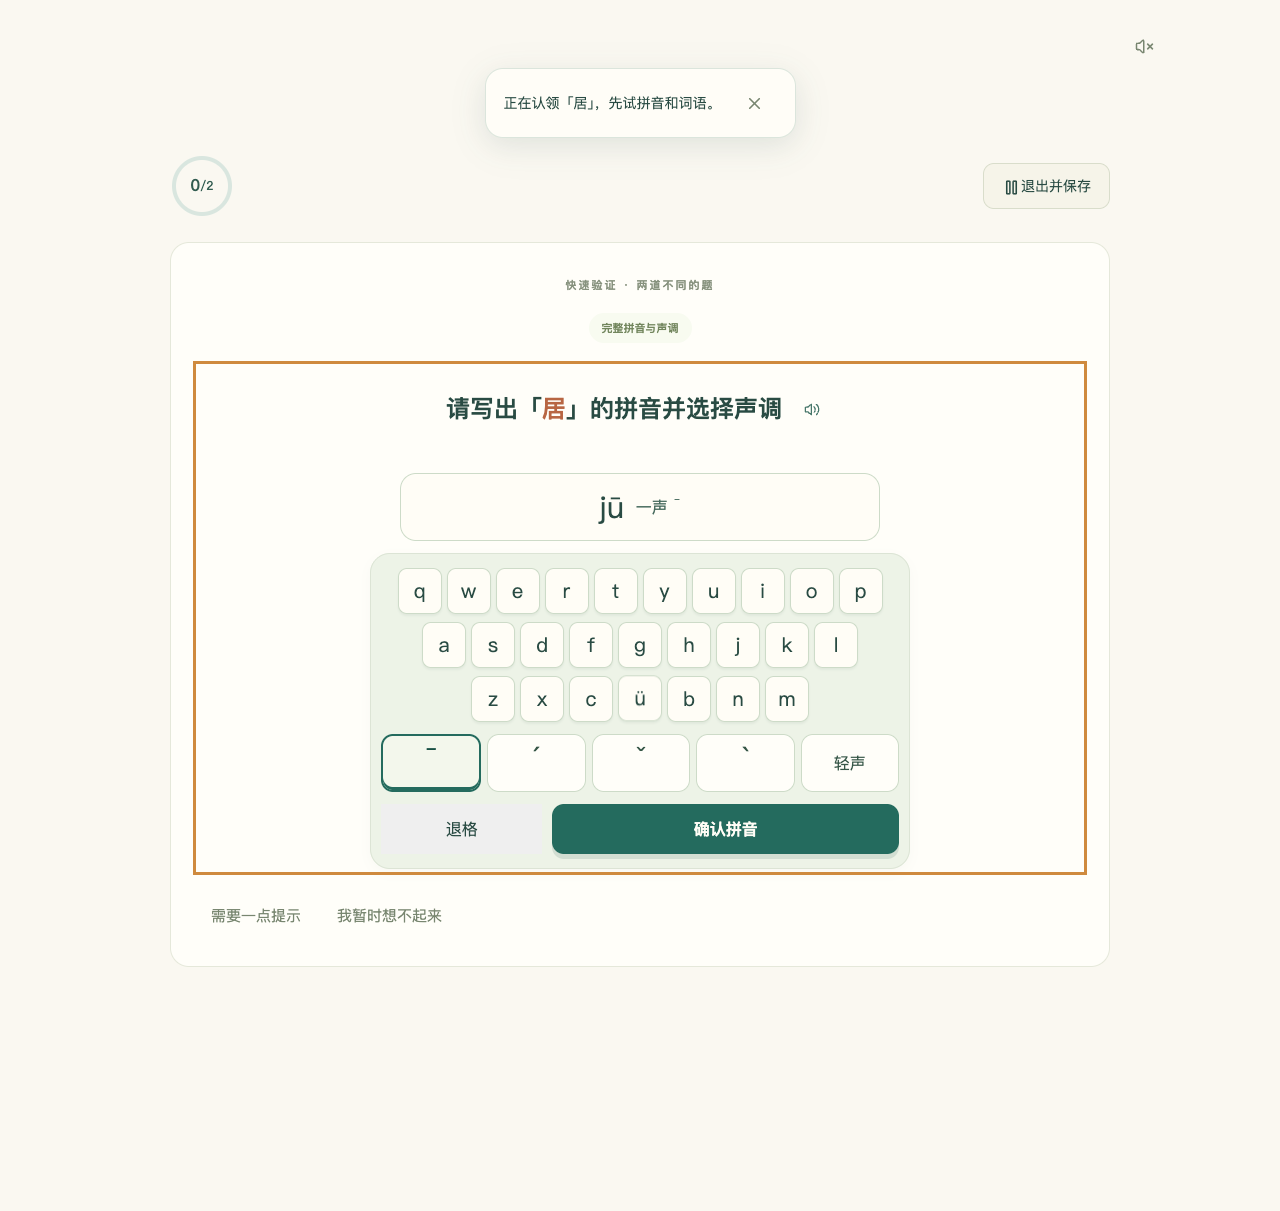 正在认领「居」，先试拼音和词语。
0/2
退出并保存
快速验证 · 两道不同的题
完整拼音与声调
请写出「居」的拼音并选择声调
jū 一声 ˉ
q w e r t y u i o p
a s d f g h j k l
z x c ü b n m
ˉ ˊ ˇ ˋ 轻声
退格 确认拼音
需要一点提示 我暂时想不起来